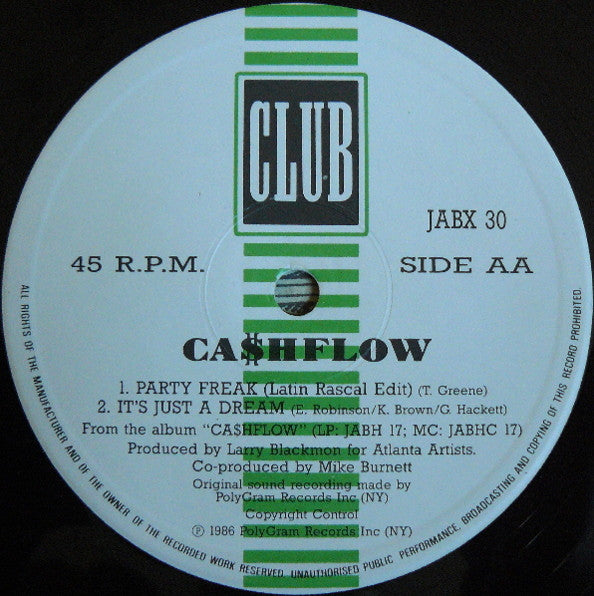 CLUB
JABX 30
45 R.P.M.
SIDE AA
CA$HFLOW
1. PARTY FREAK (Latin Rascal Edit) (T. Greene)
2. IT'S JUST A DREAM (E. Robinson/K. Brown/G. Hackett)
From the album "CA$HFLOW" (LP: JABH 17; MC: JABHC 17)
Produced by Larry Blackmon for Atlanta Artists.
Co-produced by Mike Burnett
Original sound recording made by
PolyGram Records Inc (NY)
Copyright Control
℗ 1986 PolyGram Records Inc (NY)
ALL RIGHTS OF THE MANUFACTURER AND OF THE OWNER OF THE RECORDED WORK RESERVED. UNAUTHORISED PUBLIC PERFORMANCE, BROADCASTING AND COPYING OF THIS RECORD PROHIBITED.